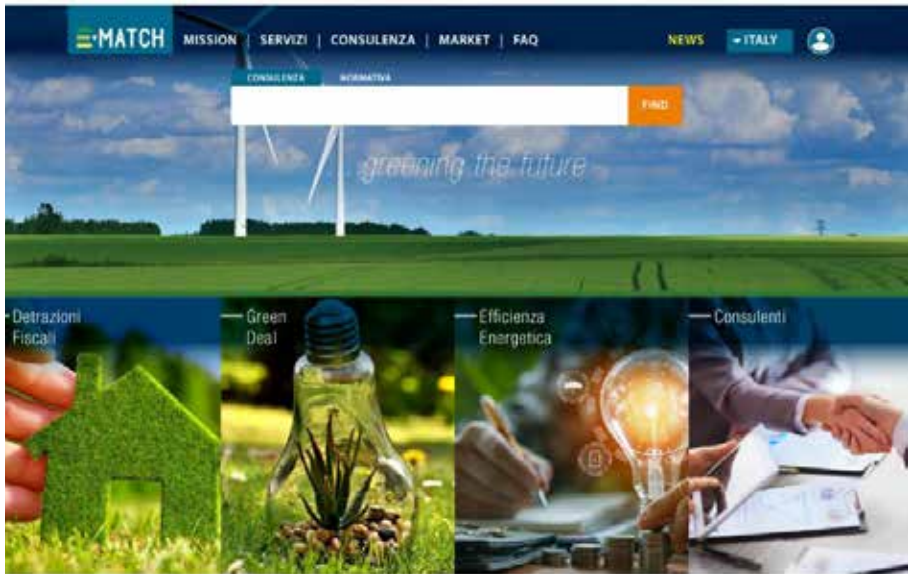 E-MATCH
MISSION | SERVIZI | CONSULENZA | MARKET | FAQ
NEWS
ITALY
CONSULENZA
NORMATIVA
FIND
... greening the future
Detrazioni
Fiscali
Green
Deal
Efficienza
Energetica
Consulenti